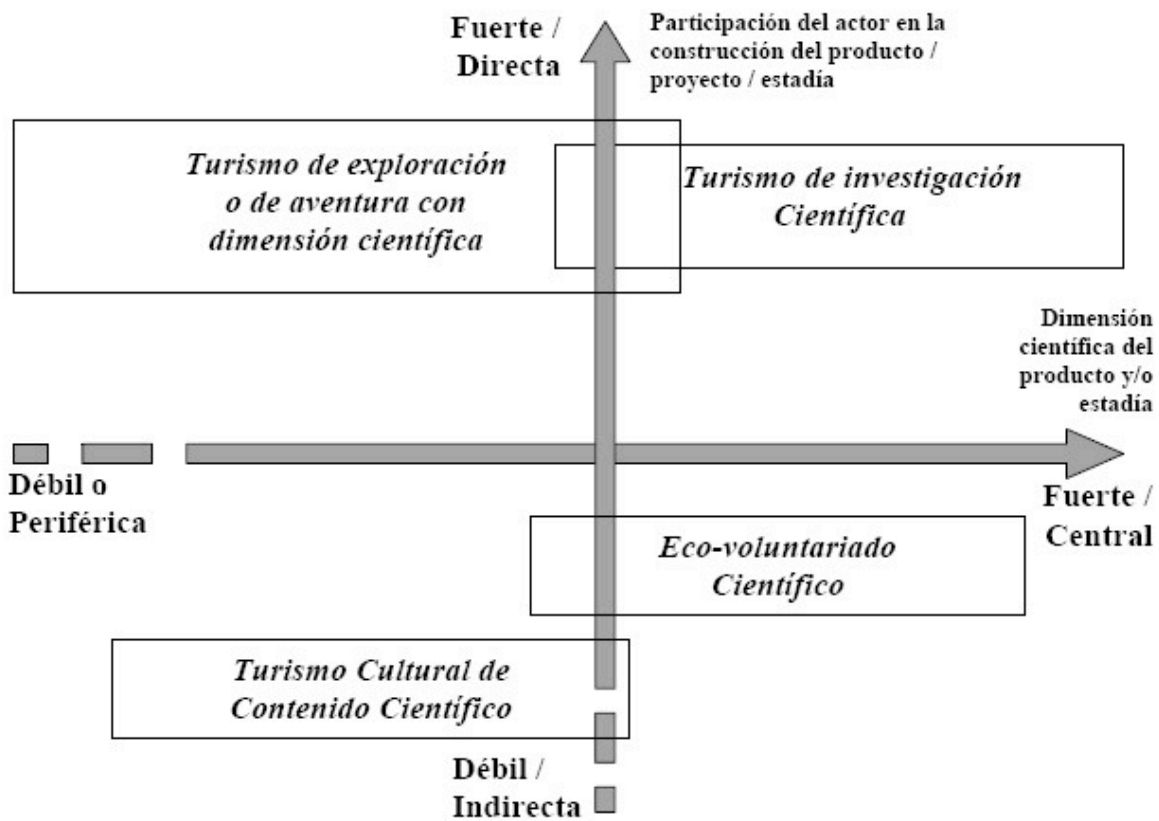 Fuerte /
Directa
Participación del actor en la
construcción del producto /
proyecto / estadía
Turismo de exploración
o de aventura con
dimensión científica
Turismo de investigación
Científica
Dimensión
científica del
producto y/o
estadía
Débil o
Periférica
Fuerte /
Central
Eco-voluntariado
Científico
Turismo Cultural de
Contenido Científico
Débil /
Indirecta